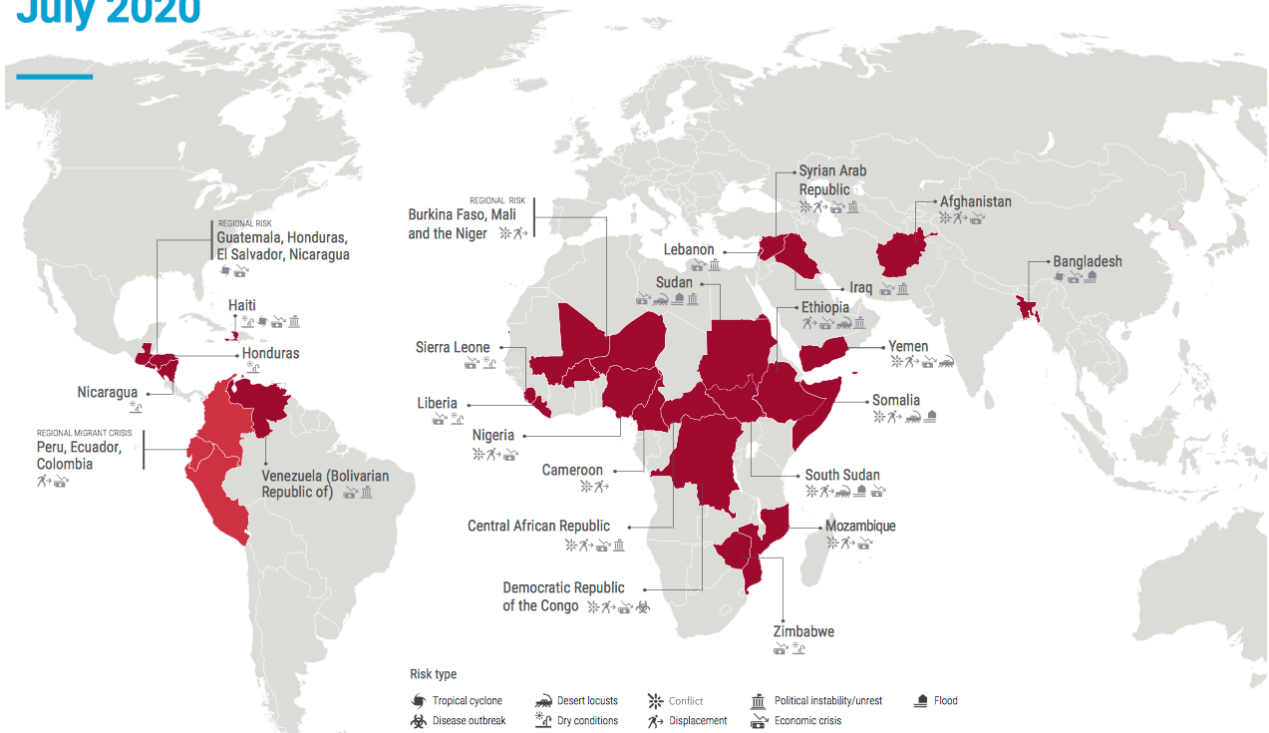 July 2020
REGIONAL RISK
Guatemala, Honduras,
El Salvador, Nicaragua
Haiti
Honduras
Nicaragua
REGIONAL MIGRANT CRISIS
Peru, Ecuador,
Colombia
Venezuela (Bolivarian
Republic of)
REGIONAL RISK
Burkina Faso, Mali
and the Niger
Sierra Leone
Liberia
Nigeria
Cameroon
Central African Republic
Democratic Republic
of the Congo
Lebanon
Sudan
Syrian Arab
Republic
Iraq
Ethiopia
Afghanistan
Bangladesh
Yemen
Somalia
South Sudan
Mozambique
Zimbabwe
Risk type
Tropical cyclone
Desert locusts
Conflict
Political instability/unrest
Flood
Disease outbreak
Dry conditions
Displacement
Economic crisis